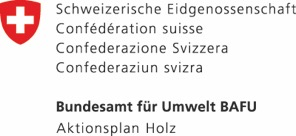 Schweizerische Eidgenossenschaft
Confédération suisse
Confederazione Svizzera
Confederaziun svizra
Bundesamt für Umwelt BAFU
Aktionsplan Holz